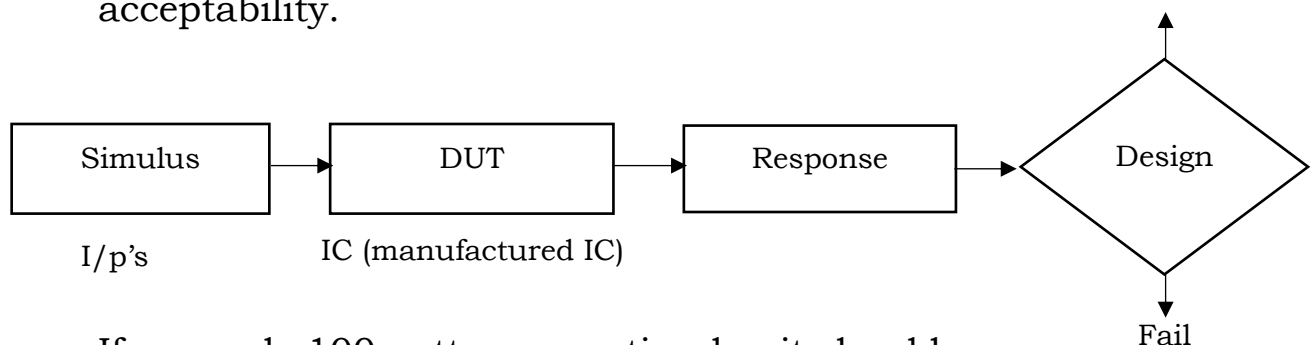 acceptability.
Simulus
DUT
Response
Design
I/p's
IC (manufactured IC)
Fail